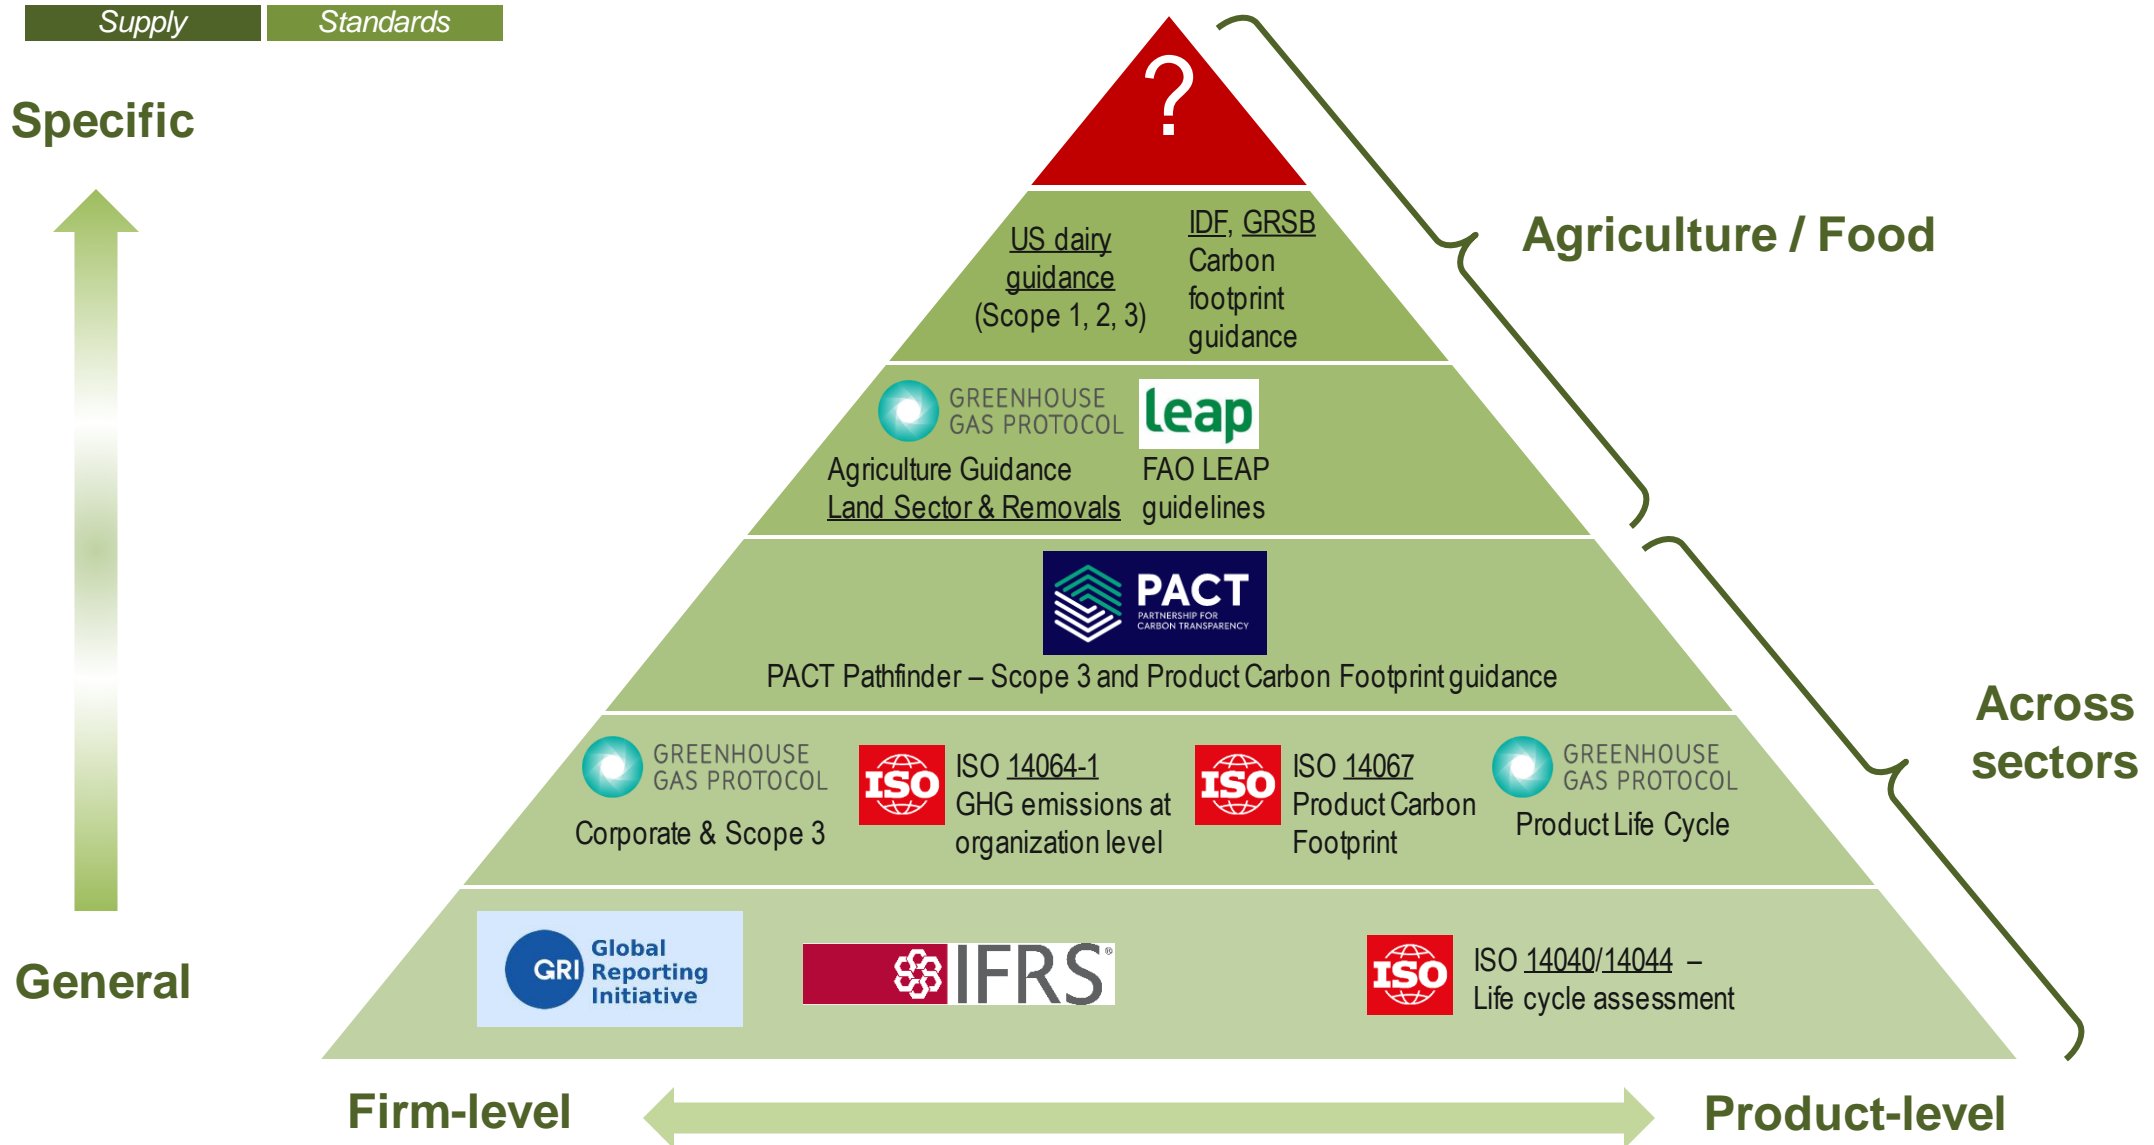 Supply
Standards
Specific
?
US dairy
guidance
(Scope 1, 2, 3)
IDF, GRSB
Carbon
footprint
guidance
Agriculture / Food
GREENHOUSE
GAS PROTOCOL
leap
Agriculture Guidance
Land Sector & Removals
FAO LEAP
guidelines
PACT
PARTNERSHIP FOR
CARBON TRANSPARENCY
PACT Pathfinder – Scope 3 and Product Carbon Footprint guidance
Across
sectors
GREENHOUSE
GAS PROTOCOL
Corporate & Scope 3
ISO
ISO 14064-1
GHG emissions at
organization level
ISO
ISO 14067
Product Carbon
Footprint
GREENHOUSE
GAS PROTOCOL
Product Life Cycle
General
GRI
Global
Reporting
Initiative
IFRS®
ISO
ISO 14040/14044 –
Life cycle assessment
Firm-level
Product-level